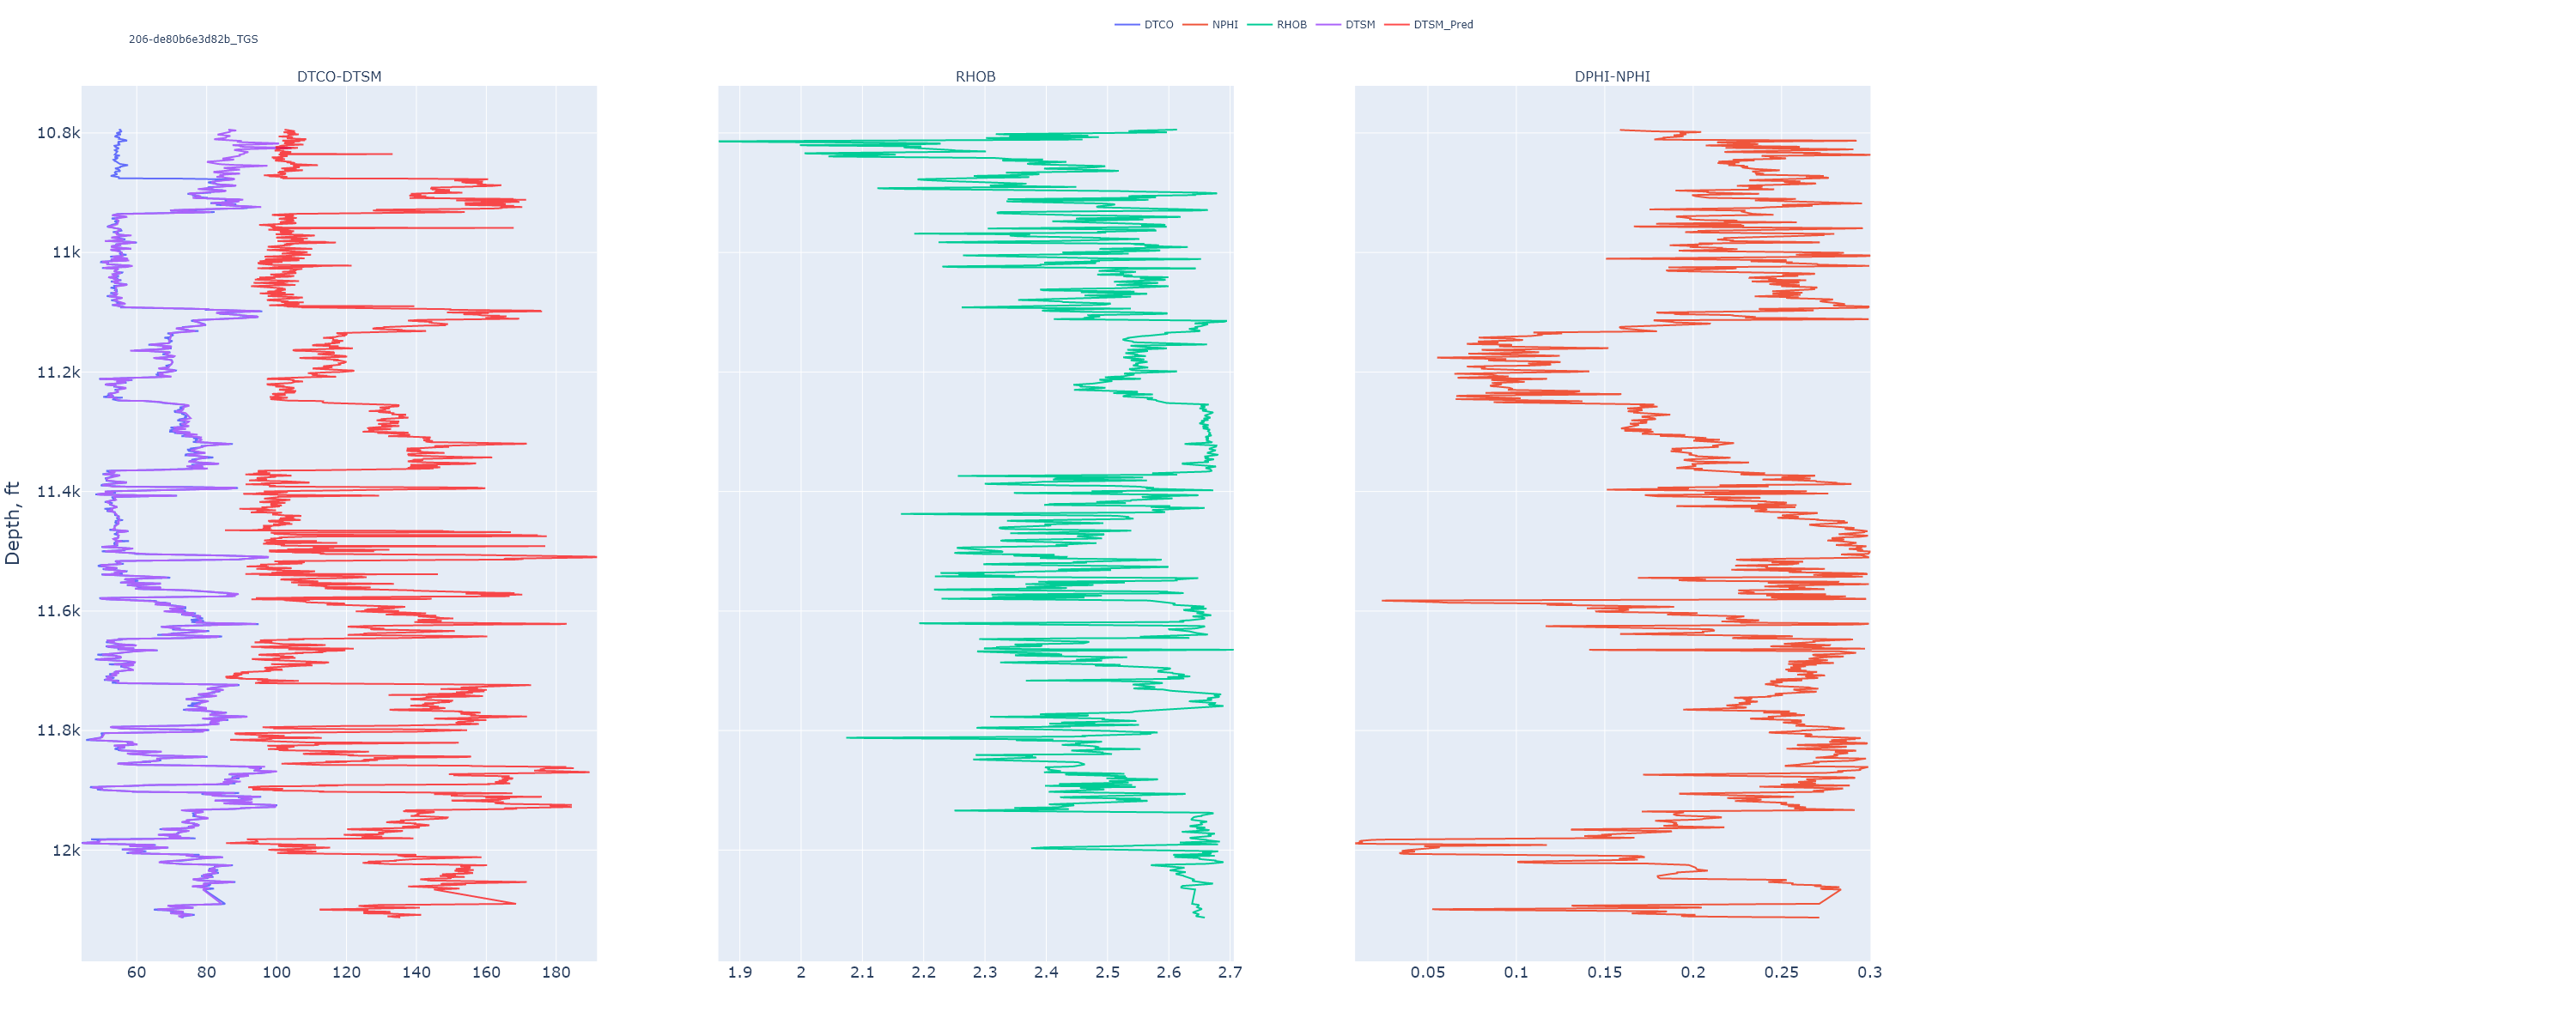 DTCO NPHI RHOB DTSM DTSM_Pred
206-de80b6e3d82b_TGS
DTCO-DTSM RHOB DPHI-NPHI
10.8k
11k
11.2k
11.4k
11.6k
11.8k
12k
Depth, ft
60 80 100 120 140 160 180
1.9 2 2.1 2.2 2.3 2.4 2.5 2.6 2.7
0.05 0.1 0.15 0.2 0.25 0.3